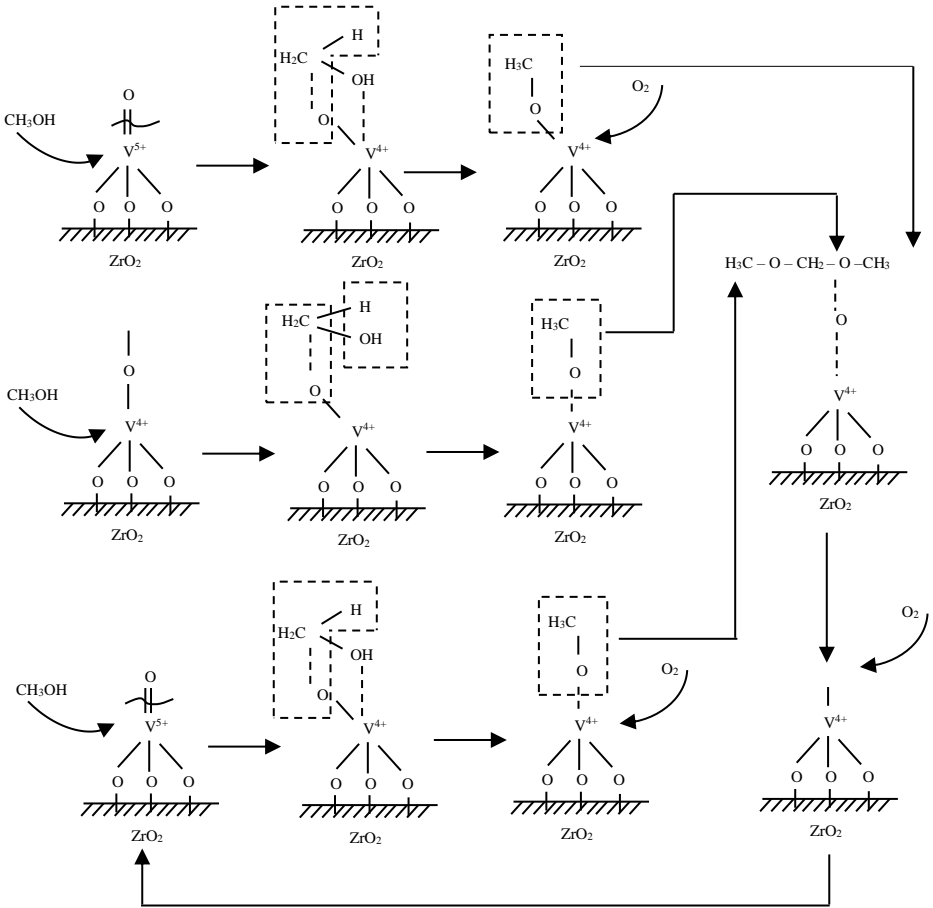 H
H₂C
OH
O
V⁴⁺
O O O
ZrO₂
H₃C
O
O₂
V⁴⁺
O O O
ZrO₂
CH₃OH
O
V⁵⁺
O O O
ZrO₂
H₃C – O – CH₂ – O –CH₃
O
V⁴⁺
O O O
ZrO₂
CH₃OH
O
V⁴⁺
O O O
ZrO₂
H
H₂C
OH
O
V⁴⁺
O O O
ZrO₂
H₃C
O
V⁴⁺
O O O
ZrO₂
CH₃OH
O
V⁵⁺
O O O
ZrO₂
H
H₂C
OH
O
V⁴⁺
O O O
ZrO₂
H₃C
O
O₂
V⁴⁺
O O O
ZrO₂
O₂
V⁴⁺
O O O
ZrO₂